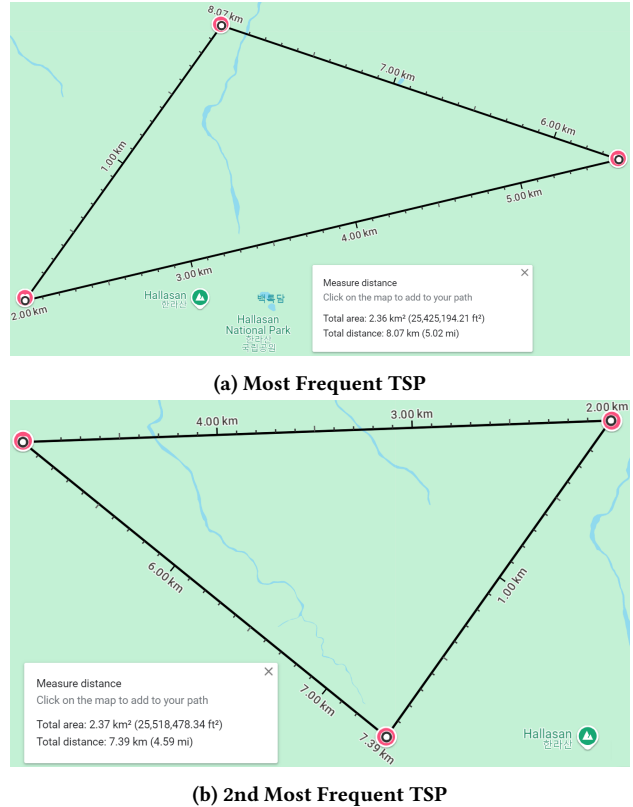 8.07 km
7.00 km
6.00 km
1.00 km
5.00 km
4.00 km
3.00 km
2.00 km
Hallasan
한라산
백록담
Hallasan
National Park
한라산
국립공원
Measure distance
Click on the map to add to your path
Total area: 2.36 km² (25,425,194.21 ft²)
Total distance: 8.07 km (5.02 mi)
(a) Most Frequent TSP
2.00 km
3.00 km
4.00 km
6.00 km
1.00 km
7.00 km
7.39 km
Hallasan
한라산
Measure distance
Click on the map to add to your path
Total area: 2.37 km² (25,518,478.34 ft²)
Total distance: 7.39 km (4.59 mi)
(b) 2nd Most Frequent TSP